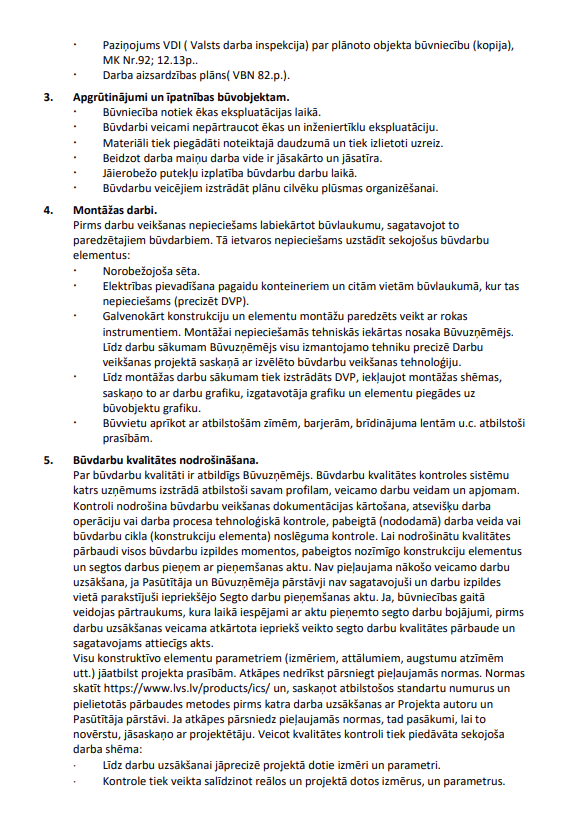 · Paziņojums VDI ( Valsts darba inspekcija) par plānoto objekta būvniecību (kopija),
MK Nr.92; 12.13p..
· Darba aizsardzības plāns( VBN 82.p.).
3. Apgrūtinājumi un īpatnības būvobjektam.
· Būvniecība notiek ēkas ekspluatācijas laikā.
· Būvdarbi veicami nepārtraucot ēkas un inženiertīklu ekspluatāciju.
· Materiāli tiek piegādāti noteiktajā daudzumā un tiek izlietoti uzreiz.
· Beidzot darba maiņu darba vide ir jāsakārto un jāsatīra.
· Jāierobežo putekļu izplatība būvdarbu darbu laikā.
· Būvdarbu veicējiem izstrādāt plānu cilvēku plūsmas organizēšanai.
4. Montāžas darbi.
Pirms darbu veikšanas nepieciešams labiekārtot būvlaukumu, sagatavojot to
paredzētajiem būvdarbiem. Tā ietvaros nepieciešams uzstādīt sekojošus būvdarbu
elementus:
· Norobežojoša sēta.
· Elektrības pievadīšana pagaidu konteineriem un citām vietām būvlaukumā, kur tas
nepieciešams (precizēt DVP).
· Galvenokārt konstrukciju un elementu montāžu paredzēts veikt ar rokas
instrumentiem. Montāžai nepieciešamās tehniskās iekārtas nosaka Būvuzņēmējs.
Līdz darbu sākumam Būvuzņēmējs visu izmantojamo tehniku precizē Darbu
veikšanas projektā saskaņā ar izvēlēto būvdarbu veikšanas tehnoloģiju.
· Līdz montāžas darbu sākumam tiek izstrādāts DVP, iekļaujot montāžas shēmas,
saskaņo to ar darbu grafiku, izgatavotāja grafiku un elementu piegādes uz
būvobjektu grafiku.
· Būvvietu aprīkot ar atbilstošām zīmēm, barjerām, brīdinājuma lentām u.c. atbilstoši
prasībām.
5. Būvdarbu kvalitātes nodrošināšana.
Par būvdarbu kvalitāti ir atbildīgs Būvuzņēmējs. Būvdarbu kvalitātes kontroles sistēmu
katrs uzņēmums izstrādā atbilstoši savam profilam, veicamo darbu veidam un apjomam.
Kontroli nodrošina būvdarbu veikšanas dokumentācijas kārtošana, atsevišķu darba
operāciju vai darba procesa tehnoloģiskā kontrole, pabeigtā (nododamā) darba veida vai
būvdarbu cikla (konstrukciju elementa) noslēguma kontrole. Lai nodrošinātu kvalitātes
pārbaudi visos būvdarbu izpildes momentos, pabeigtos nozīmīgo konstrukciju elementus
un segtos darbus pieņem ar pieņemšanas aktu. Nav pieļaujama nākošo veicamo darbu
uzsākšana, ja Pasūtītāja un Būvuzņēmēja pārstāvji nav sagatavojuši un darbu izpildes
vietā parakstījuši iepriekšējo Segto darbu pieņemšanas aktu. Ja, būvniecības gaitā
veidojas pārtraukums, kura laikā iespējami ar aktu pieņemto segto darbu bojājumi, pirms
darbu uzsākšanas veicama atkārtota iepriekš veikto segto darbu kvalitātes pārbaude un
sagatavojams attiecīgs akts.
Visu konstruktīvo elementu parametriem (izmēriem, attālumiem, augstumu atzīmēm
utt.) jāatbilst projekta prasībām. Atkāpes nedrīkst pārsniegt pieļaujamās normas. Normas
skatīt https://www.lvs.lv/products/ics/ un, saskaņot atbilstošos standartu numurus un
pielietotās pārbaudes metodes pirms katra darba uzsākšanas ar Projekta autoru un
Pasūtītāja pārstāvi. Ja atkāpes pārsniedz pieļaujamās normas, tad pasākumi, lai to
novērstu, jāsaskaņo ar projektētāju. Veicot kvalitātes kontroli tiek piedāvāta sekojoša
darba shēma:
· Līdz darbu uzsākšanai jāprecizē projektā dotie izmēri un parametri.
· Kontrole tiek veikta salīdzinot reālos un projektā dotos izmērus, un parametrus.